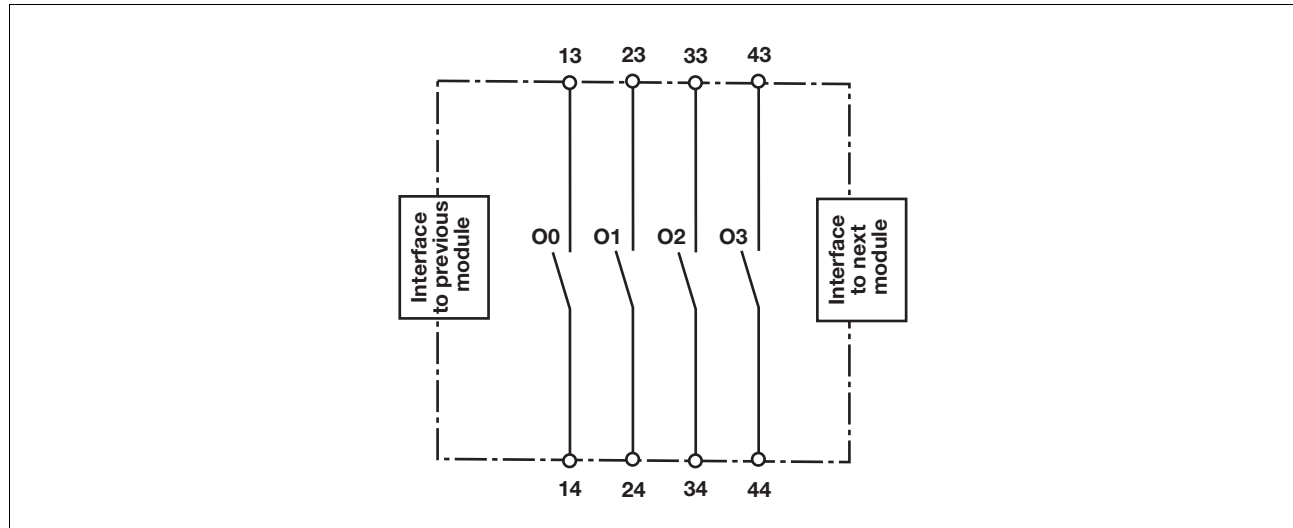 13 23 33 43
Interface
to previous
module
O0 O1 O2 O3
Interface
to next
module
14 24 34 44